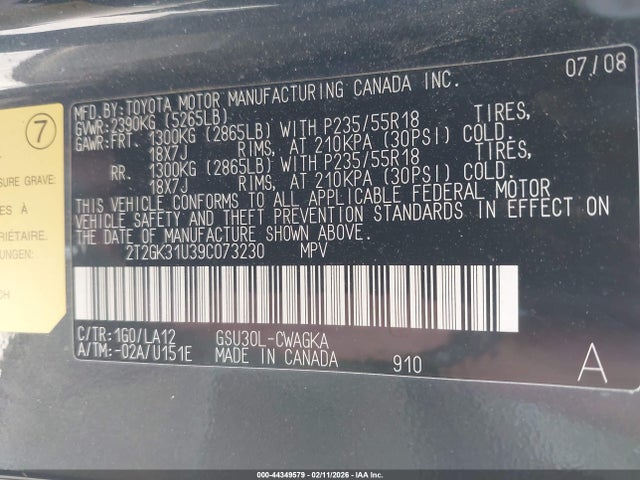 MFD.BY:TOYOTA MOTOR MANUFACTURING CANADA INC. 07/08
GVWR:2390KG (5265LB)
GAWR:FRT. 1300KG (2865LB) WITH P235/55R18 TIRES,
18X7J RIMS, AT 210KPA (30PSI) COLD.
RR. 1300KG (2865LB) WITH P235/55R18 TIRES,
18X7J RIMS, AT 210KPA (30PSI) COLD.
THIS VEHICLE CONFORMS TO ALL APPLICABLE FEDERAL MOTOR
VEHICLE SAFETY AND THEFT PREVENTION STANDARDS IN EFFECT ON
THE DATE OF MANUFACTURE SHOWN ABOVE.
2T2GK31U39C073230 MPV
C/TR:1G0/LA12 GSU30L-CWAGKA
A/TM:-02A/U151E MADE IN CANADA 910 A
7
SURE GRAVE
ES À
RIÉTAIRE.
CH
000-44349579 - 02/11/2026 - IAA Inc.